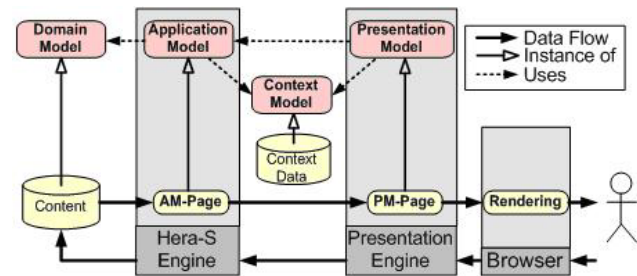 Domain
Model
Application
Model
Presentation
Model
Data Flow
Instance of
Uses
Context
Model
Context
Data
Content
AM-Page
PM-Page
Rendering
Hera-S
Engine
Presentation
Engine
Browser